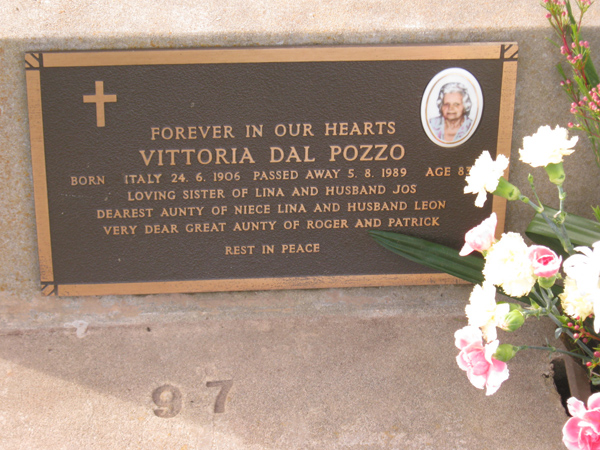 FOREVER IN OUR HEARTS
VITTORIA DAL POZZO
BORN ITALY 24. 6. 1906 PASSED AWAY 5. 8. 1989 AGE 83
LOVING SISTER OF LINA AND HUSBAND JOS
DEAREST AUNTY OF NIECE LINA AND HUSBAND LEON
VERY DEAR GREAT AUNTY OF ROGER AND PATRICK
REST IN PEACE
97